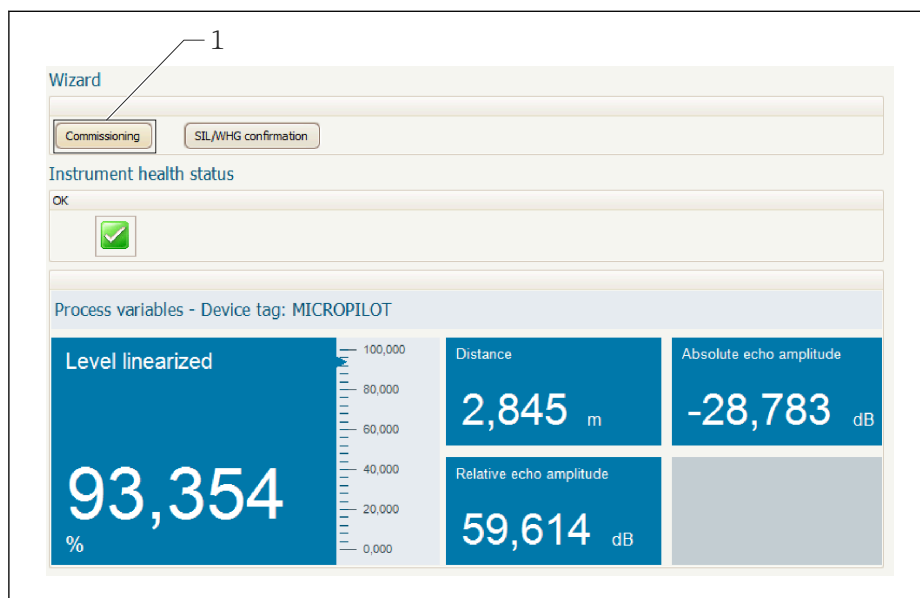 1
Wizard
Commissioning
SIL/WHG confirmation
Instrument health status
OK
Process variables - Device tag: MICROPILOT
Level linearized
93,354
%
100,000
80,000
60,000
40,000
20,000
0,000
Distance
2,845 m
Absolute echo amplitude
-28,783 dB
Relative echo amplitude
59,614 dB